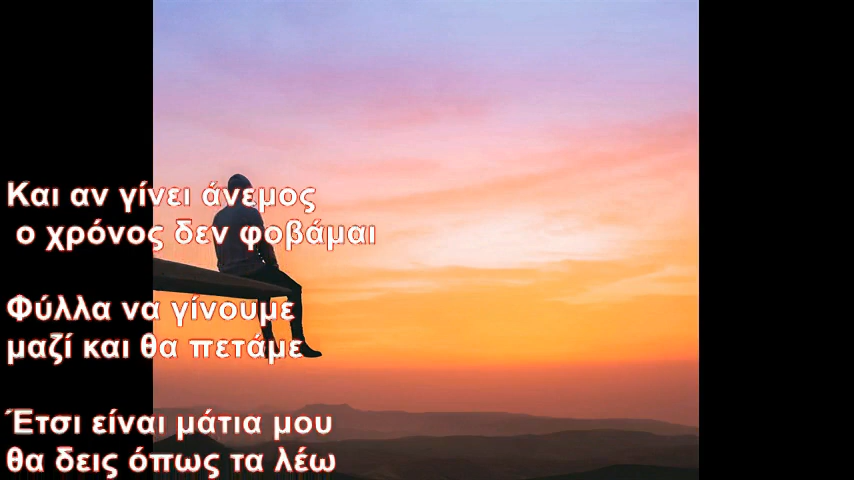 Και αν γίνει άνεμος
ο χρόνος δεν φοβάμαι
Φύλλα να γίνουμε
μαζί και θα πετάμε
Έτσι είναι μάτια μου
θα δεις όπως τα λέω